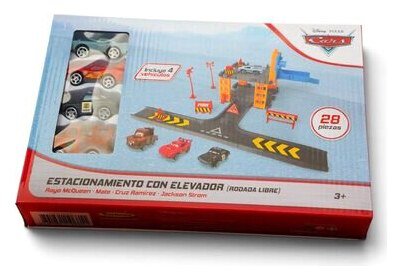 Disney PIXAR
Cars
Incluye 4
vehículos
28
piezas
ESTACIONAMIENTO CON ELEVADOR (RODADA LIBRE)
Rayo McQueen · Mate · Cruz Ramírez · Jackson Strom
3+